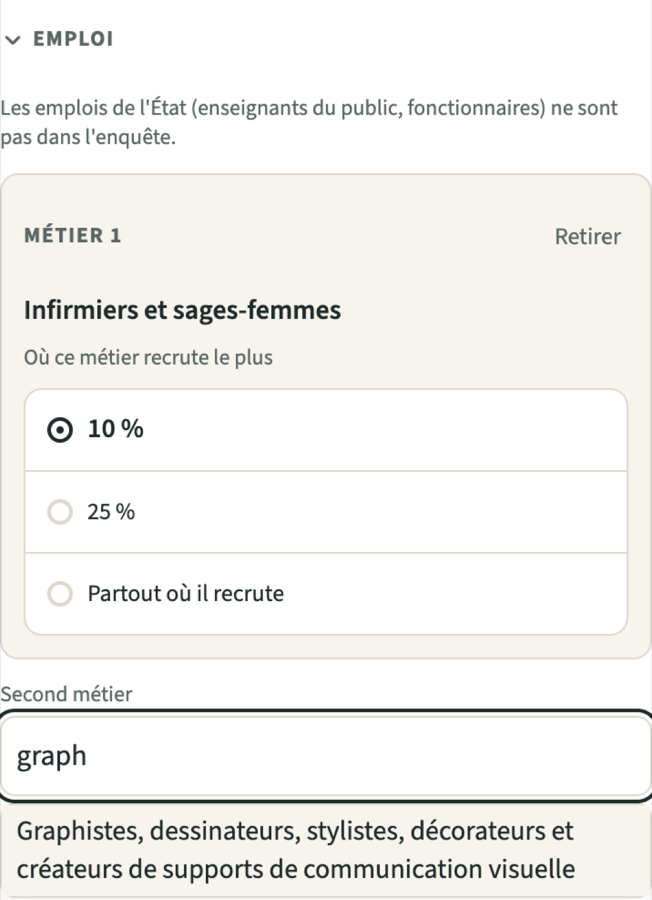 EMPLOI
Les emplois de l'État (enseignants du public, fonctionnaires) ne sont
pas dans l'enquête.
MÉTIER 1
Retirer
Infirmiers et sages-femmes
Où ce métier recrute le plus
10 %
25 %
Partout où il recrute
Second métier
graph
Graphistes, dessinateurs, stylistes, décorateurs et
créateurs de supports de communication visuelle